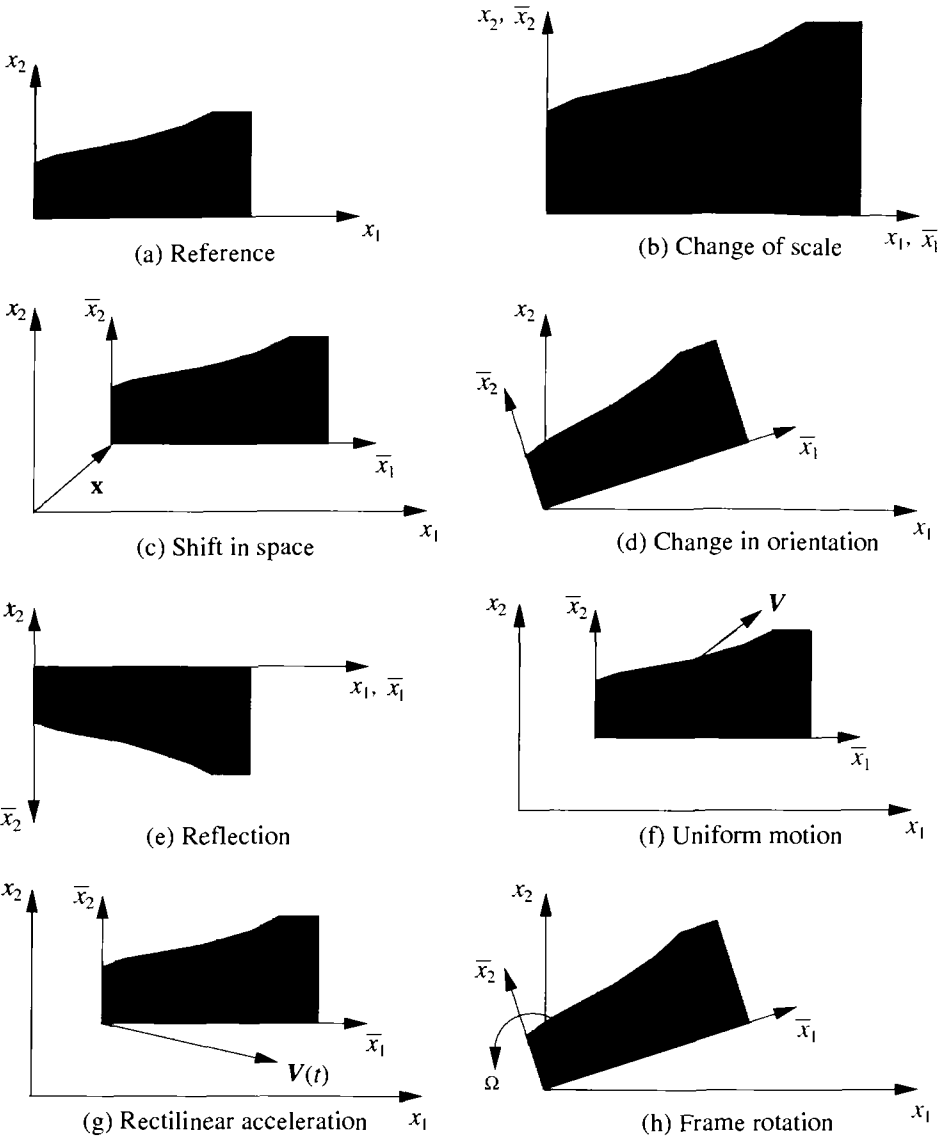 x₂
x₁
(a) Reference
x₂, x̅₂
x₁, x̅₁
(b) Change of scale
x₂
x̅₂
x̅₁
x
x₁
(c) Shift in space
x₂
x̅₂
x̅₁
x₁
(d) Change in orientation
x₂
x₁, x̅₁
x̅₂
(e) Reflection
x₂
x̅₂
V
x̅₁
x₁
(f) Uniform motion
x₂
x̅₂
x̅₁
V(t)
x₁
(g) Rectilinear acceleration
x₂
x̅₂
x̅₁
Ω
x₁
(h) Frame rotation